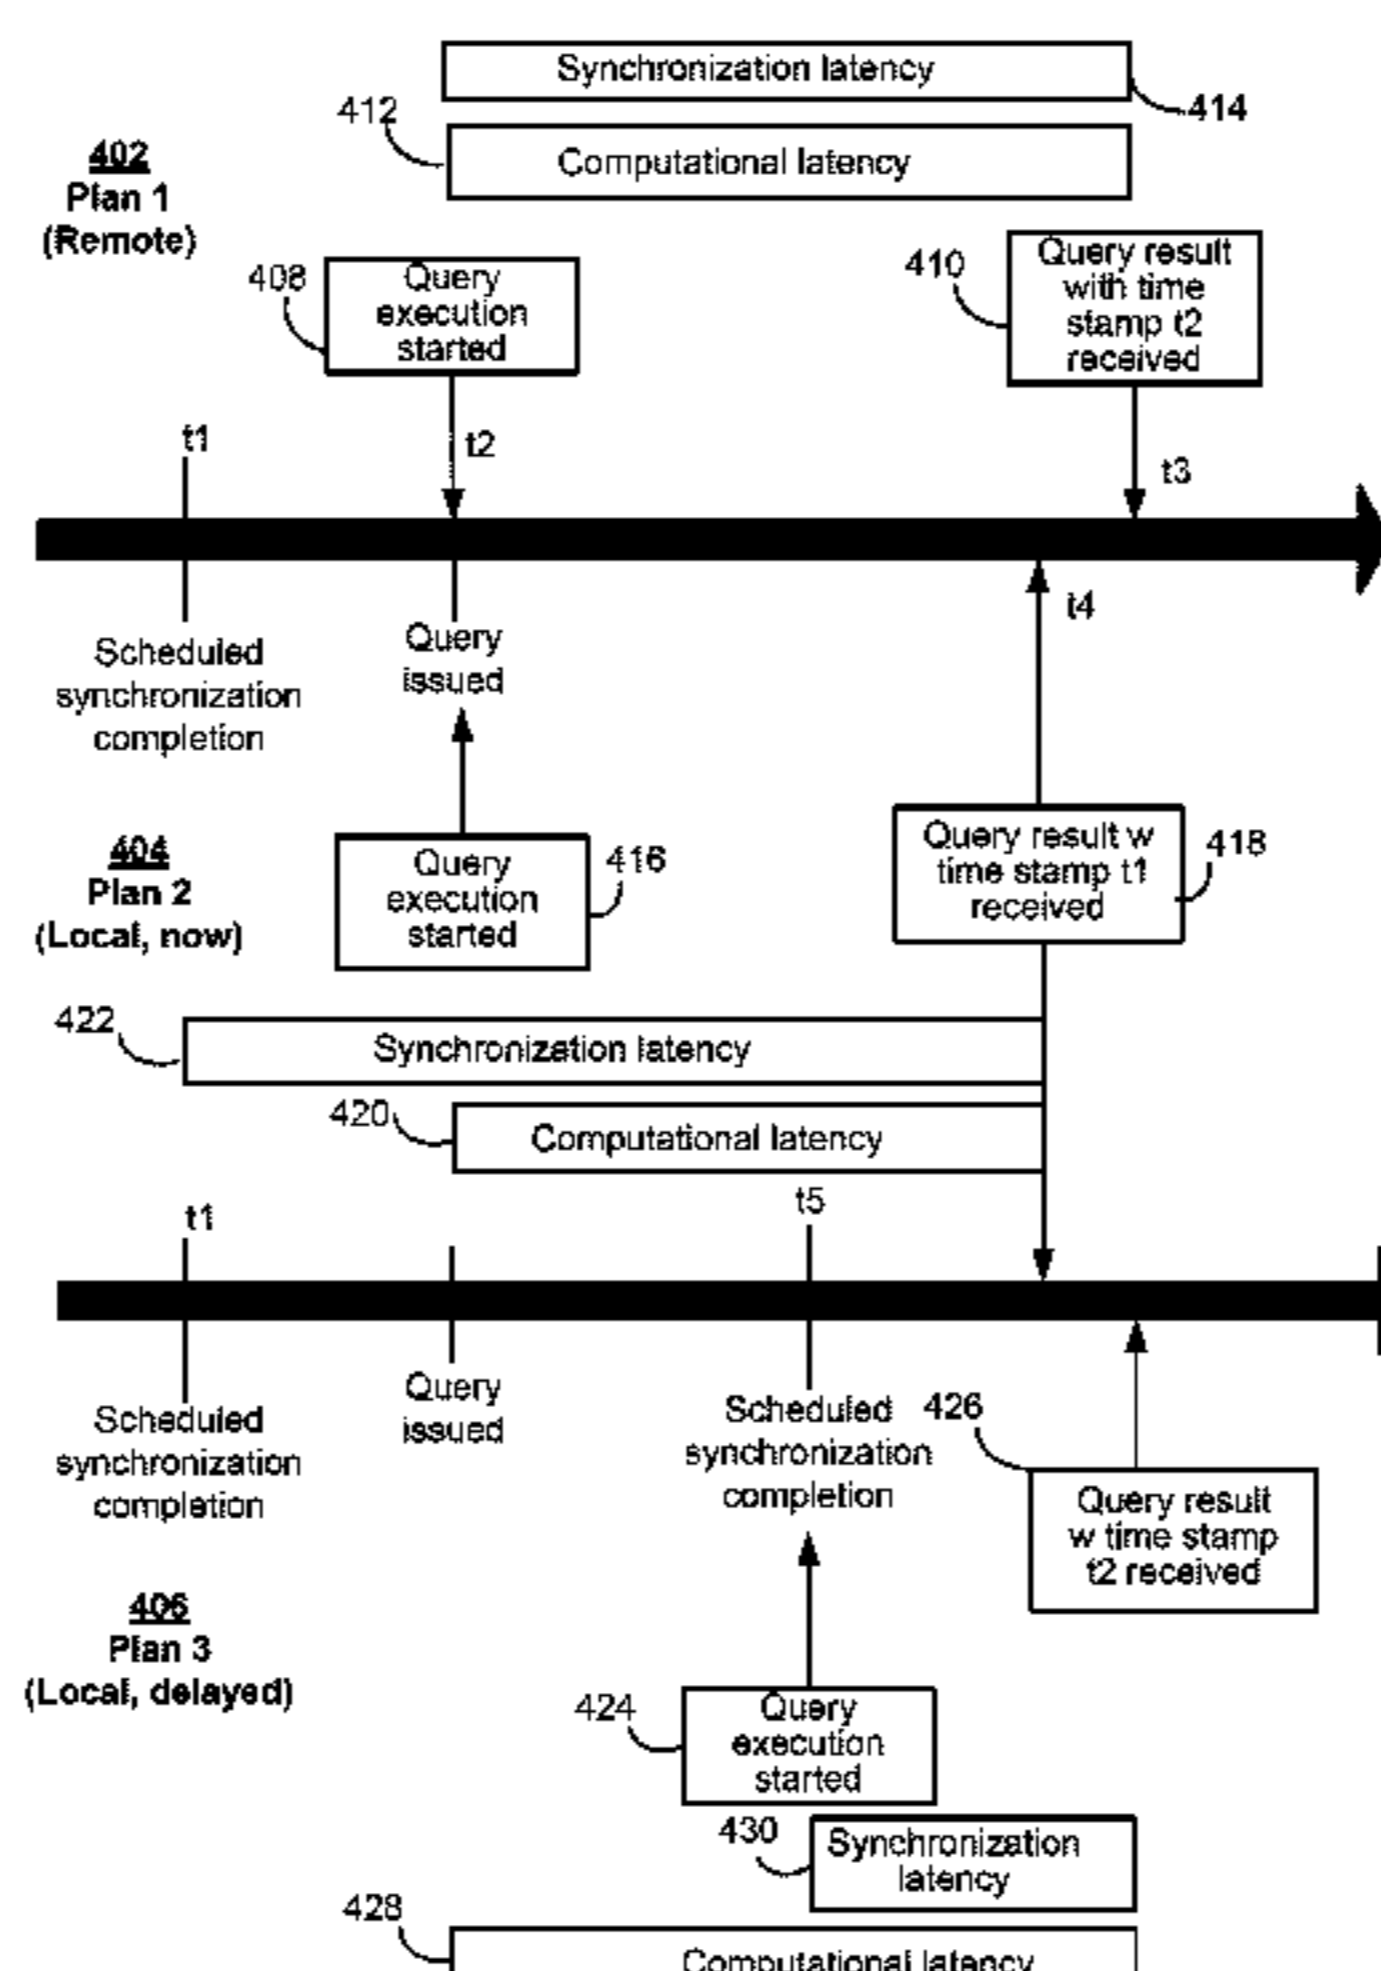 Synchronization latency
414
412
Computational latency
402
Plan 1
(Remote)
408
Query
execution
started
410
Query result
with time
stamp t2
received
t1
t2
t3
t4
Scheduled
synchronization
completion
Query
issued
404
Plan 2
(Local, now)
Query
execution
started
416
Query result w
time stamp t1
received
418
422
Synchronization latency
420
Computational latency
t1
t5
Scheduled
synchronization
completion
Query
issued
Scheduled
synchronization
completion
426
Query result
w time stamp
t2 received
406
Plan 3
(Local, delayed)
424
Query
execution
started
430
Synchronization
latency
428
Computational latency